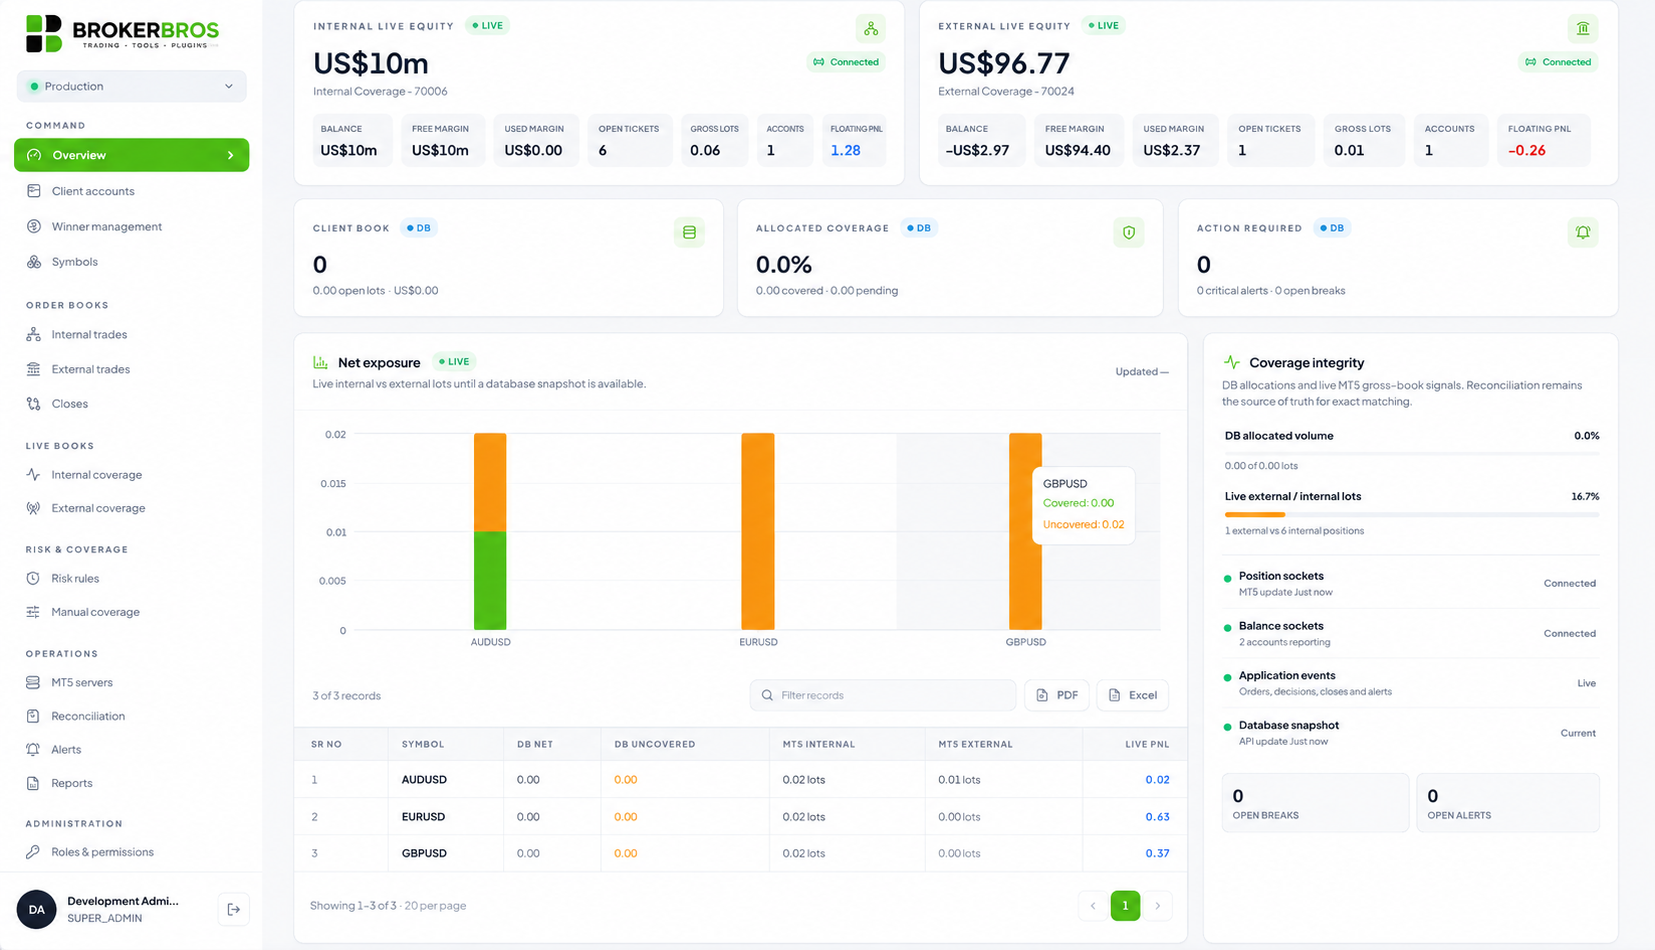 BROKERBROS
TRADING • TOOLS • PLUGINS
Production
COMMAND
Overview
Client accounts
Winner management
Symbols
ORDER BOOKS
Internal trades
External trades
Closes
LIVE BOOKS
Internal coverage
External coverage
RISK & COVERAGE
Risk rules
Manual coverage
OPERATIONS
MT5 servers
Reconciliation
Alerts
Reports
ADMINISTRATION
Roles & permissions
DA
Development Admi...
SUPER_ADMIN
INTERNAL LIVE EQUITY LIVE
US$10m
Connected
Internal Coverage - 70006
BALANCE FREE MARGIN USED MARGIN OPEN TICKETS GROSS LOTS ACCONTS FLOATING PNL
US$10m US$10m US$0.00 6 0.06 1 1.28
EXTERNAL LIVE EQUITY LIVE
US$96.77
Connected
External Coverage - 70024
BALANCE FREE MARGIN USED MARGIN OPEN TICKETS GROSS LOTS ACCOUNTS FLOATING PNL
-US$2.97 US$94.40 US$2.37 1 0.01 1 -0.26
CLIENT BOOK DB
0
0.00 open lots · US$0.00
ALLOCATED COVERAGE DB
0.0%
0.00 covered · 0.00 pending
ACTION REQUIRED DB
0
0 critical alerts · 0 open breaks
Net exposure LIVE
Live internal vs external lots until a database snapshot is available.
Updated —
0.02
0.015
0.01
0.005
0
GBPUSD
Covered: 0.00
Uncovered: 0.02
AUDUSD EURUSD GBPUSD
3 of 3 records
Filter records
PDF
Excel
SR NO SYMBOL DB NET DB UNCOVERED MT5 INTERNAL MT5 EXTERNAL LIVE PNL
1 AUDUSD 0.00 0.00 0.02 lots 0.01 lots 0.02
2 EURUSD 0.00 0.00 0.02 lots 0.00 lots 0.63
3 GBPUSD 0.00 0.00 0.02 lots 0.00 lots 0.37
Showing 1–3 of 3 · 20 per page
1
Coverage integrity
DB allocations and live MT5 gross-book signals. Reconciliation remains
the source of truth for exact matching.
DB allocated volume 0.0%
0.00 of 0.00 lots
Live external / internal lots 16.7%
1 external vs 6 internal positions
Position sockets
MT5 update Just now
Connected
Balance sockets
2 accounts reporting
Connected
Application events
Orders, decisions, closes and alerts
Live
Database snapshot
API update Just now
Current
0
OPEN BREAKS
0
OPEN ALERTS